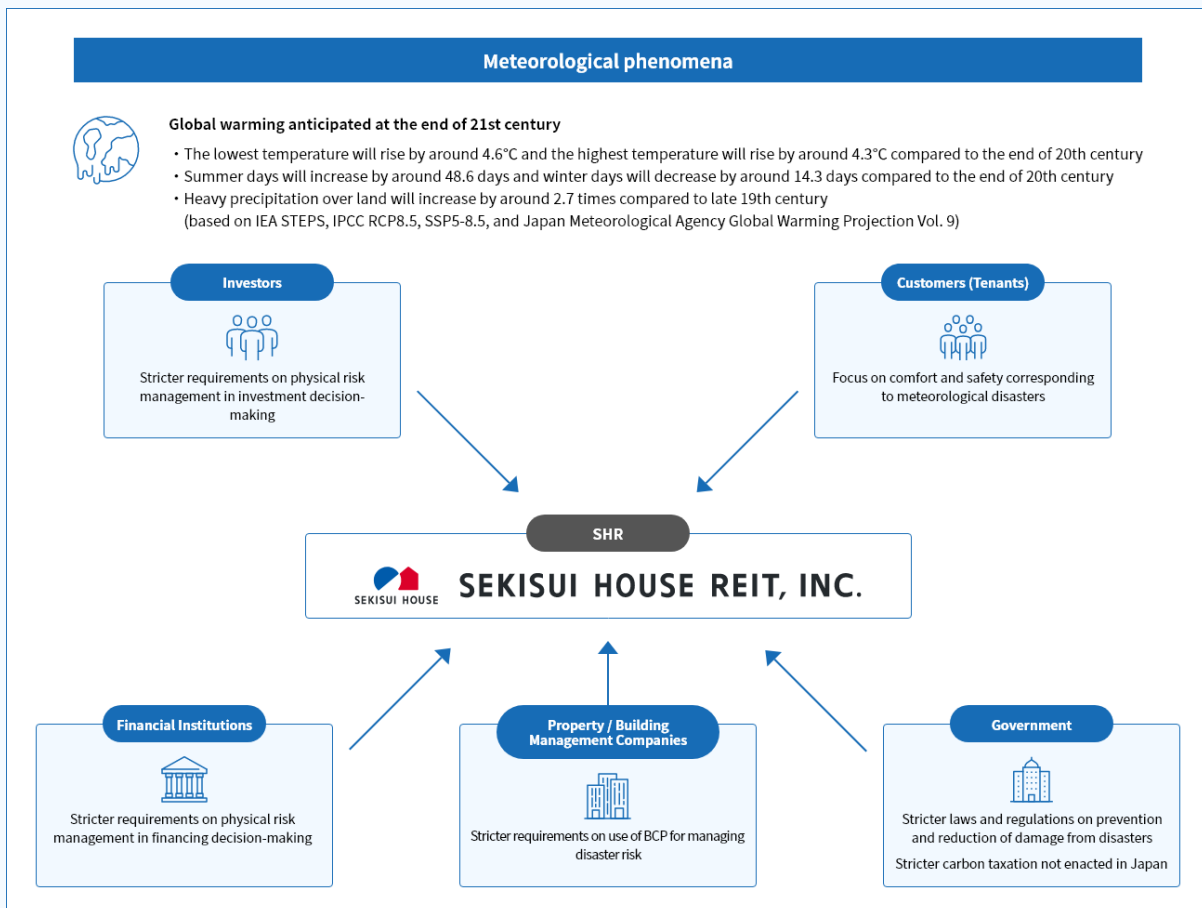 Meteorological phenomena
Global warming anticipated at the end of 21st century
・The lowest temperature will rise by around 4.6°C and the highest temperature will rise by around 4.3°C compared to the end of 20th century
・Summer days will increase by around 48.6 days and winter days will decrease by around 14.3 days compared to the end of 20th century
・Heavy precipitation over land will increase by around 2.7 times compared to late 19th century
(based on IEA STEPS, IPCC RCP8.5, SSP5-8.5, and Japan Meteorological Agency Global Warming Projection Vol. 9)
Investors
Stricter requirements on physical risk
management in investment decision-
making
Customers (Tenants)
Focus on comfort and safety corresponding
to meteorological disasters
SHR
SEKISUI HOUSE
SEKISUI HOUSE REIT, INC.
Financial Institutions
Stricter requirements on physical risk
management in financing decision-making
Property / Building
Management Companies
Stricter requirements on use of BCP for managing
disaster risk
Government
Stricter laws and regulations on prevention
and reduction of damage from disasters
Stricter carbon taxation not enacted in Japan